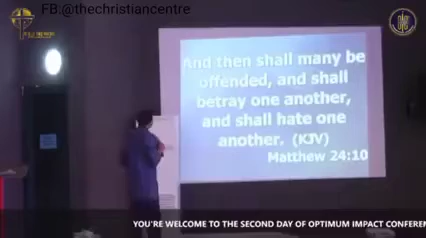 FB:@thechristiancentre
And then shall many be
offended, and shall
betray one another,
and shall hate one
another. (KJV)
Matthew 24:10
YOU'RE WELCOME TO THE SECOND DAY OF OPTIMUM IMPACT CONFEREN